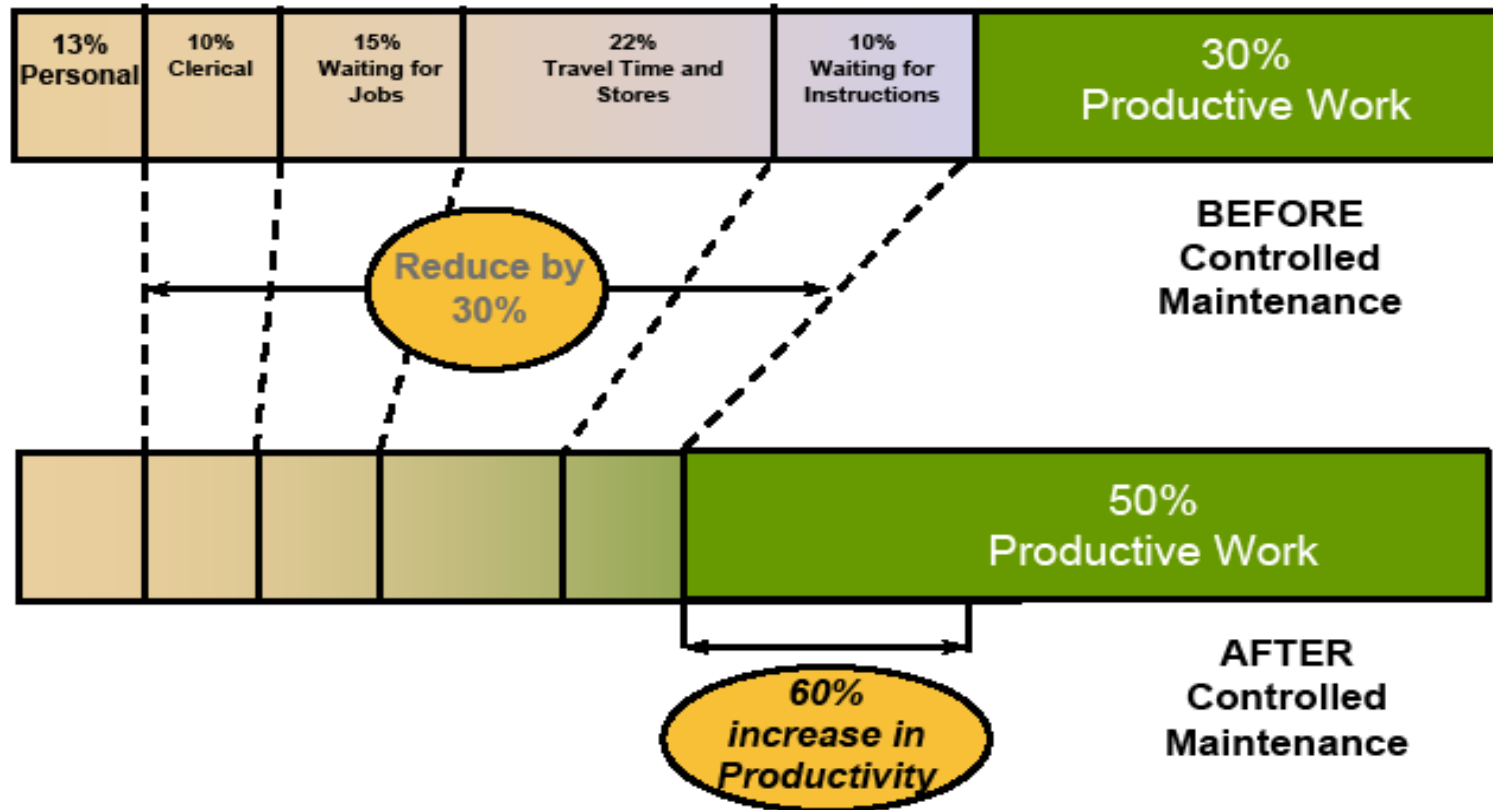 13%
Personal
10%
Clerical
15%
Waiting for
Jobs
22%
Travel Time and
Stores
10%
Waiting for
Instructions
30%
Productive Work
BEFORE
Controlled
Maintenance
Reduce by
30%
50%
Productive Work
60%
increase in
Productivity
AFTER
Controlled
Maintenance